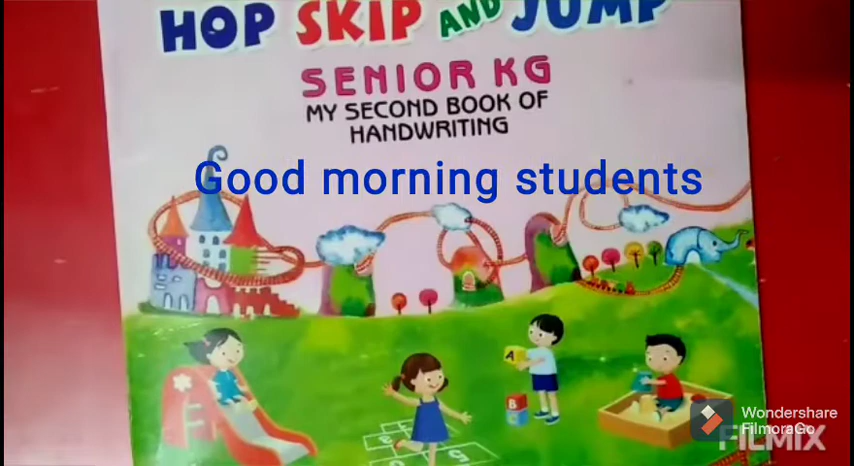 HOP SKIP AND JUMP
SENIOR KG
MY SECOND BOOK OF
HANDWRITING
Good morning students
A
B
C
Wondershare
FilmoraGo
FILMIX